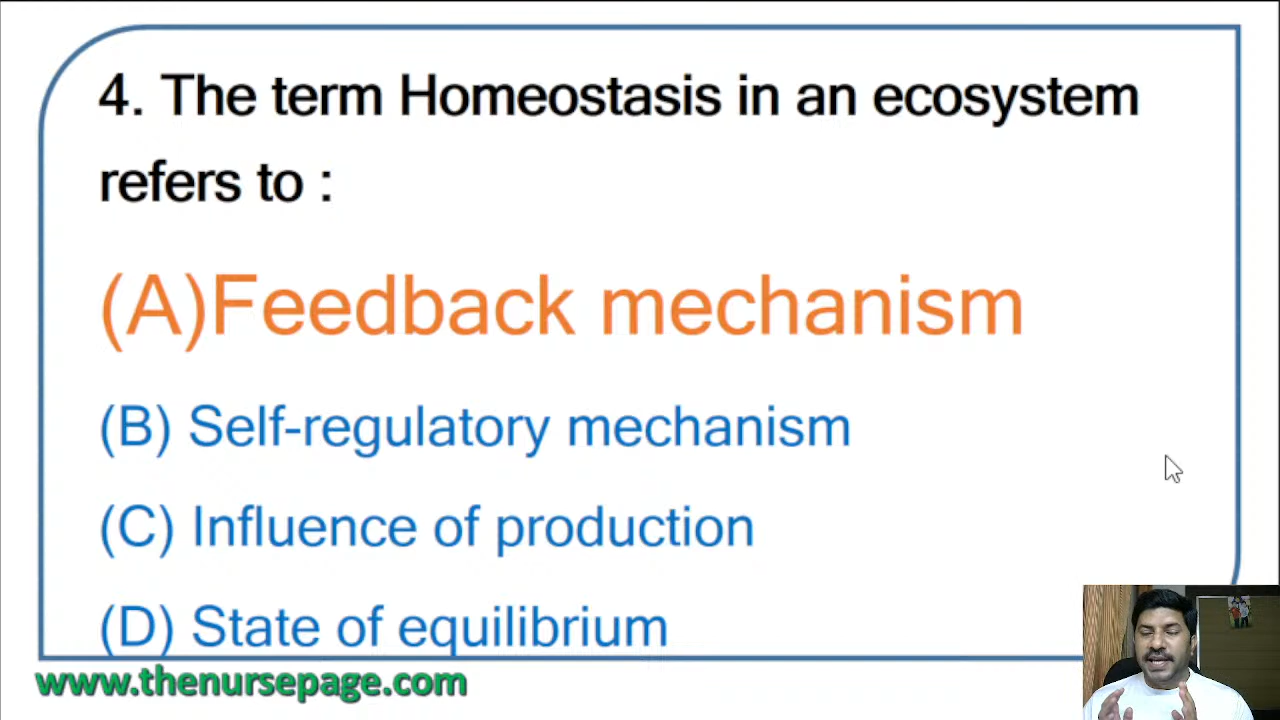 4. The term Homeostasis in an ecosystem
refers to :
(A)Feedback mechanism
(B) Self-regulatory mechanism
(C) Influence of production
(D) State of equilibrium
www.thenursepage.com